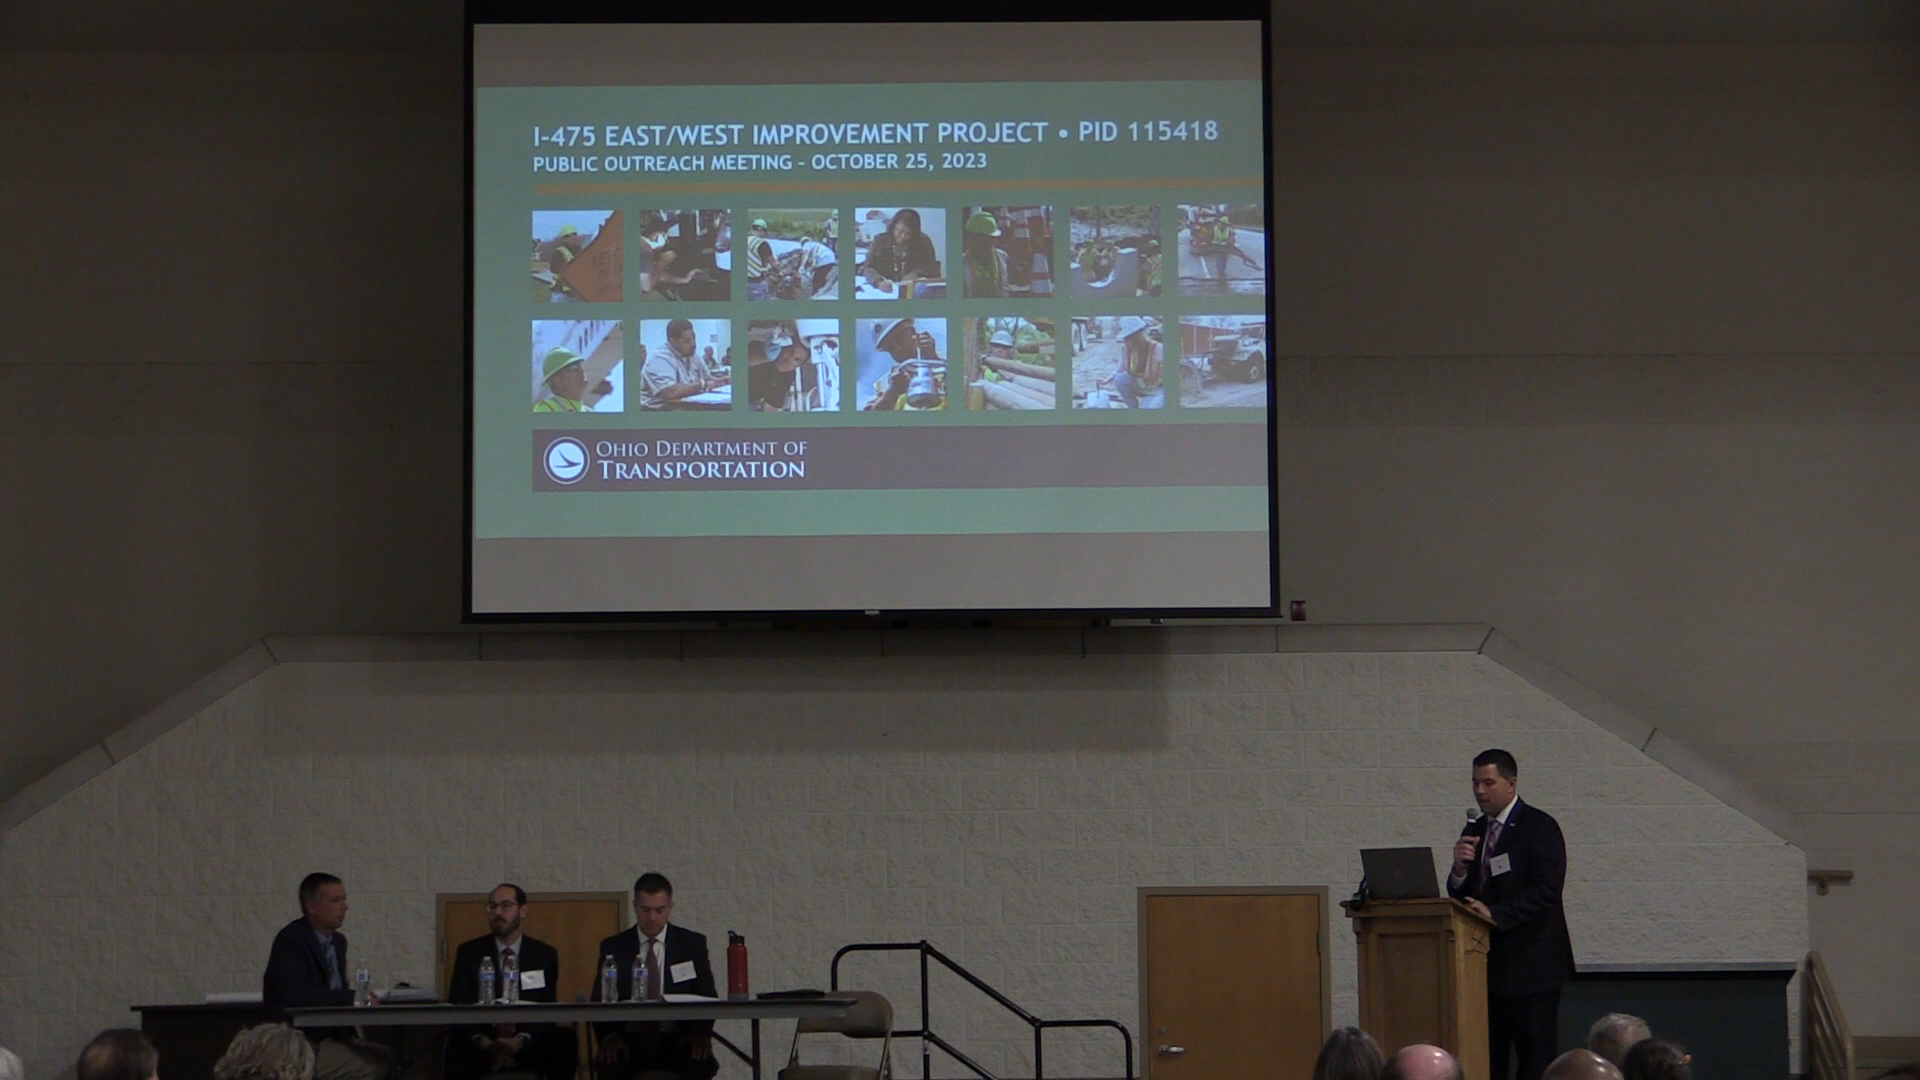 I-475 EAST/WEST IMPROVEMENT PROJECT • PID 115418
PUBLIC OUTREACH MEETING - OCTOBER 25, 2023
OHIO DEPARTMENT OF
TRANSPORTATION